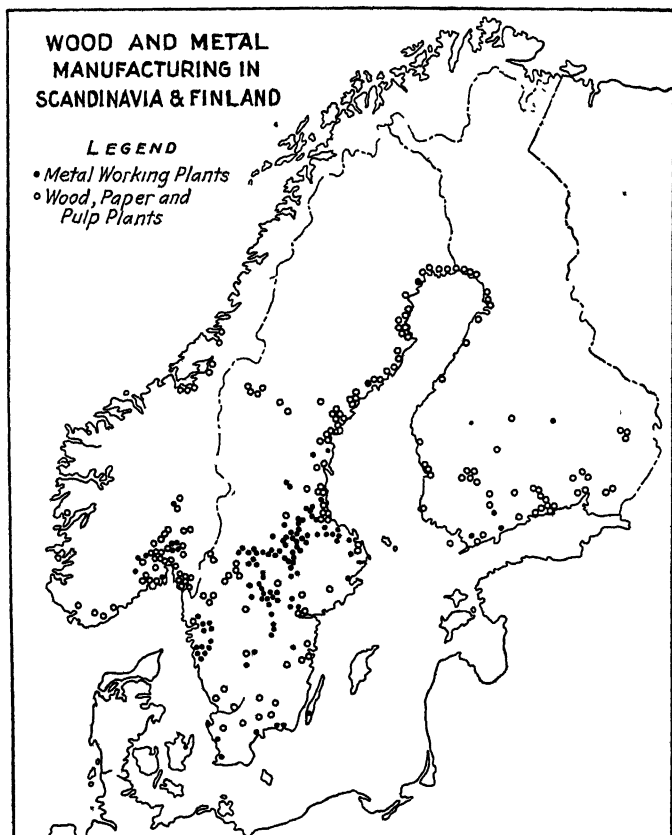 WOOD AND METAL
MANUFACTURING IN
SCANDINAVIA & FINLAND
LEGEND
Metal Working Plants
Wood, Paper and
Pulp Plants